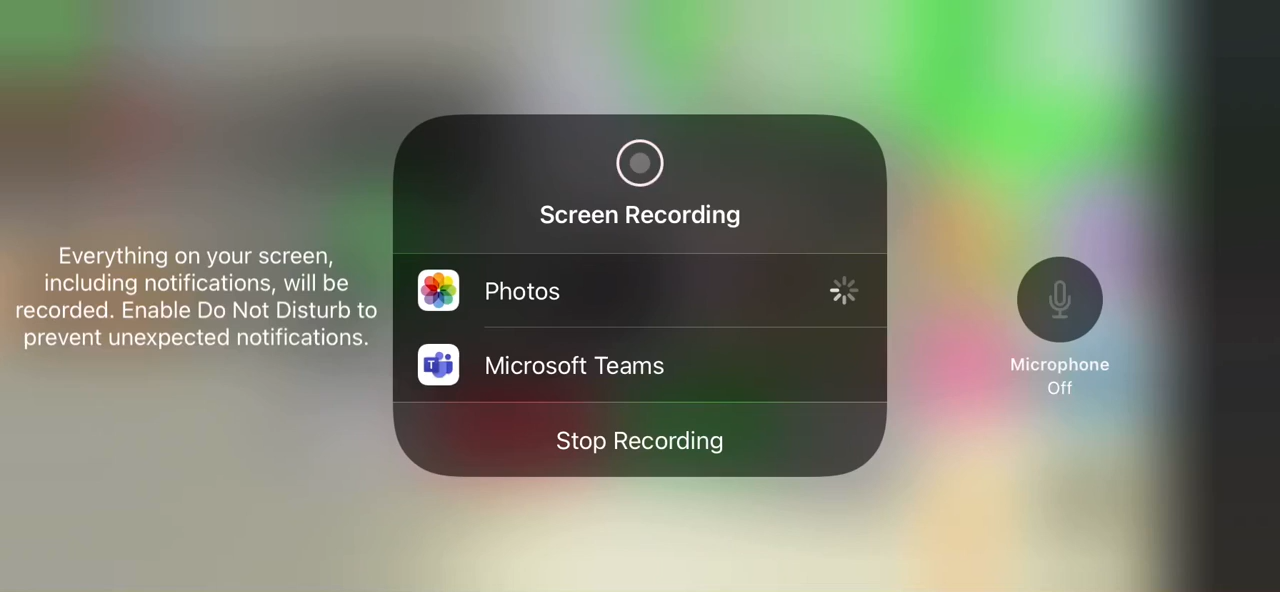 Everything on your screen,
including notifications, will be
recorded. Enable Do Not Disturb to
prevent unexpected notifications.
Screen Recording
Photos
T
Microsoft Teams
Stop Recording
Microphone
Off